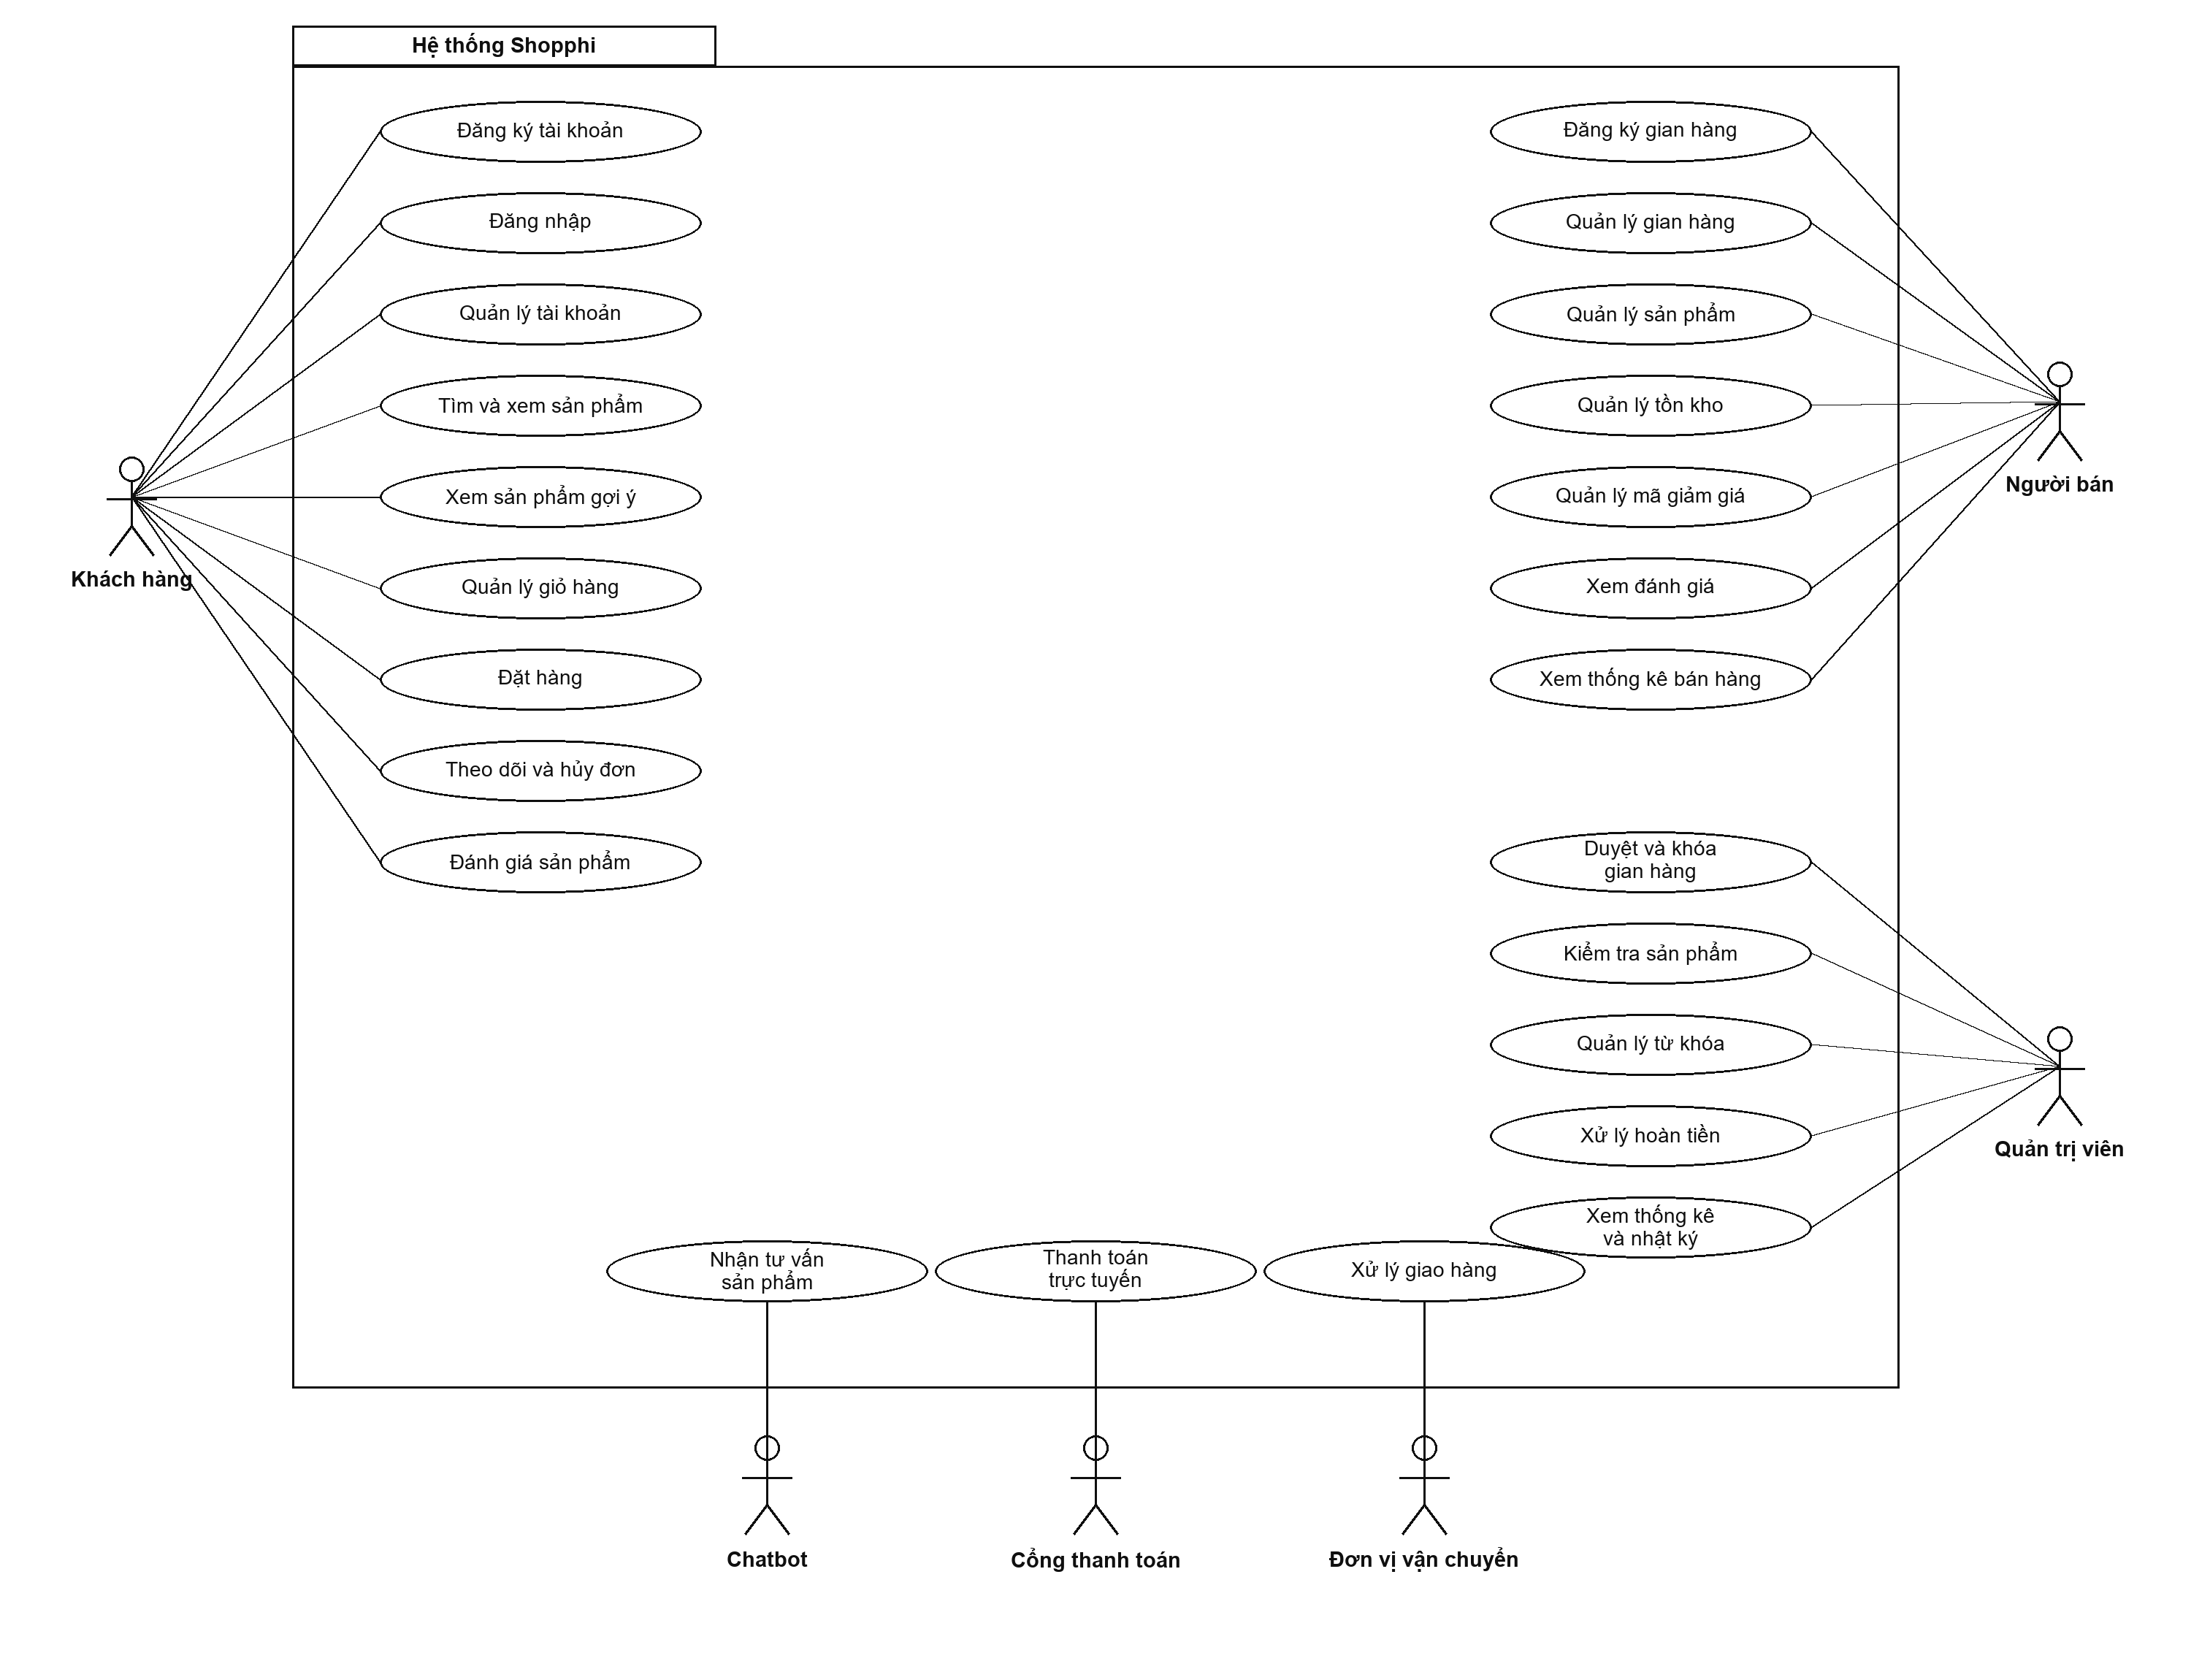 Hệ thống Shopphi
Đăng ký tài khoản
Đăng nhập
Quản lý tài khoản
Tìm và xem sản phẩm
Xem sản phẩm gợi ý
Quản lý giỏ hàng
Đặt hàng
Theo dõi và hủy đơn
Đánh giá sản phẩm
Khách hàng
Đăng ký gian hàng
Quản lý gian hàng
Quản lý sản phẩm
Quản lý tồn kho
Quản lý mã giảm giá
Xem đánh giá
Xem thống kê bán hàng
Người bán
Duyệt và khóa
gian hàng
Kiểm tra sản phẩm
Quản lý từ khóa
Xử lý hoàn tiền
Xem thống kê
và nhật ký
Quản trị viên
Nhận tư vấn
sản phẩm
Thanh toán
trực tuyến
Xử lý giao hàng
Chatbot
Cổng thanh toán
Đơn vị vận chuyển